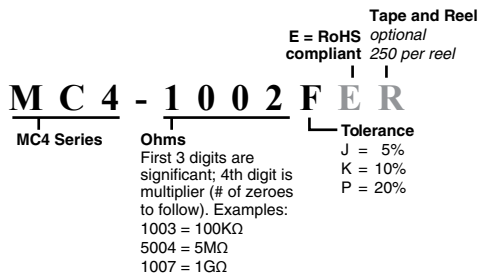 Tape and Reel
E = RoHS optional
compliant 250 per reel
MC4-1002FER
MC4 Series
Ohms
First 3 digits are
significant; 4th digit is
multiplier (# of zeroes
to follow). Examples:
1003 = 100KΩ
5004 = 5MΩ
1007 = 1GΩ
Tolerance
J = 5%
K = 10%
P = 20%